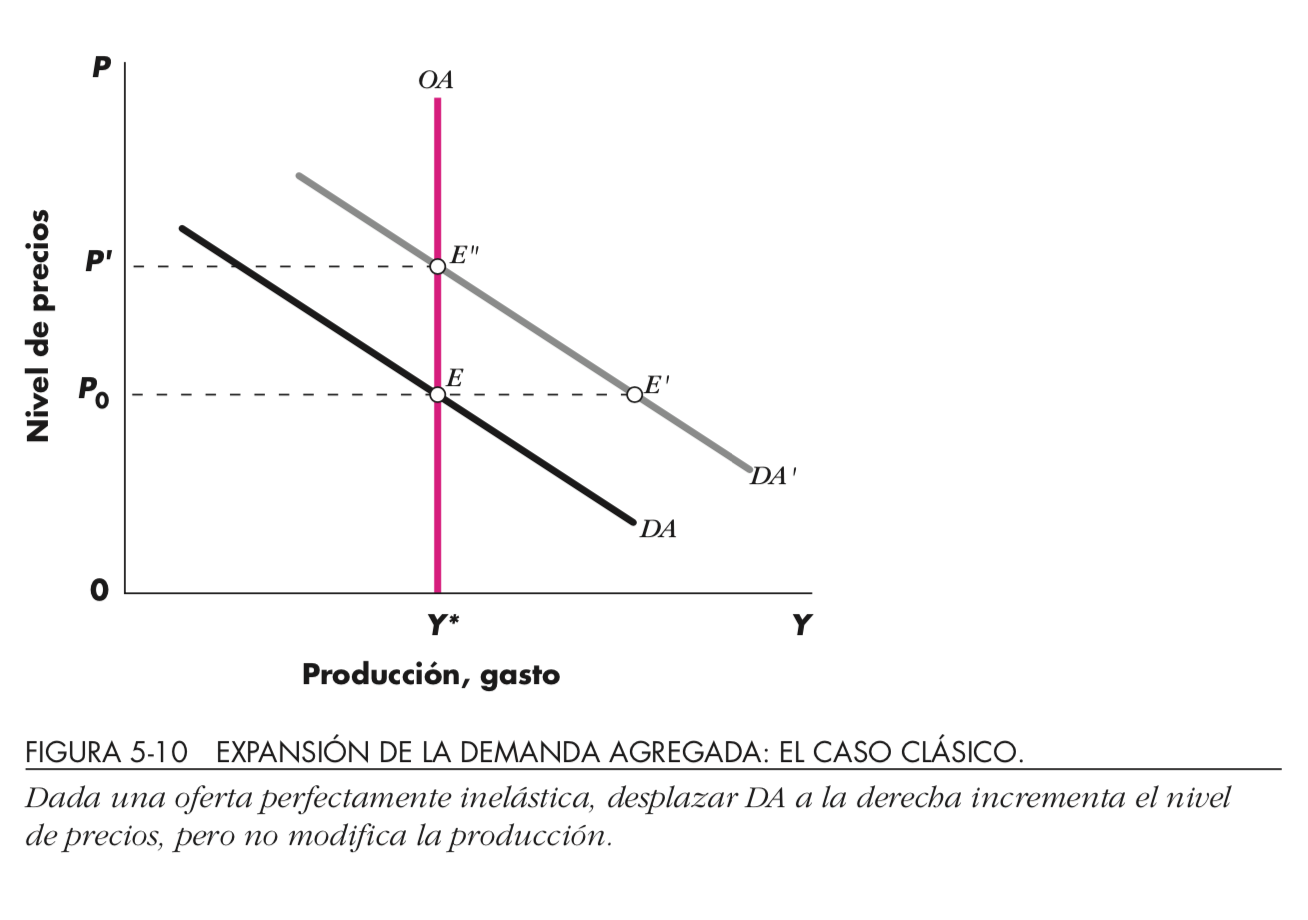 P
OA
P'
E"
Nivel de precios
P0
E
E'
DA'
DA
0
Y*
Y
Producción, gasto
FIGURA 5-10 EXPANSIÓN DE LA DEMANDA AGREGADA: EL CASO CLÁSICO.
Dada una oferta perfectamente inelástica, desplazar DA a la derecha incrementa el nivel
de precios, pero no modifica la producción.